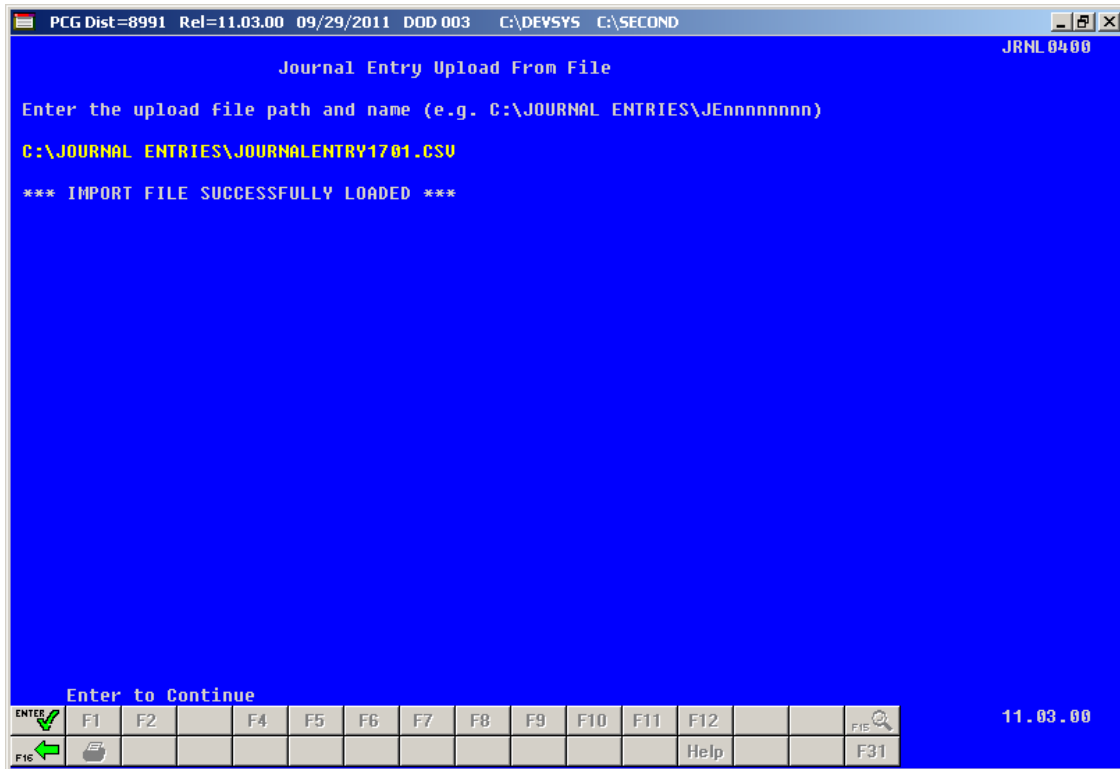 PCG Dist=8991 Rel=11.03.00 09/29/2011 DOD 003 C:\DEVSYS C:\SECOND
JRNL0400
Journal Entry Upload From File
Enter the upload file path and name (e.g. C:\JOURNAL ENTRIES\JEnnnnnnnn)
C:\JOURNAL ENTRIES\JOURNALENTRY1701.CSV
*** IMPORT FILE SUCCESSFULLY LOADED ***
Enter to Continue
ENTER F1 F2 F4 F5 F6 F7 F8 F9 F10 F11 F12 F15 11.03.00
F16 Help F31